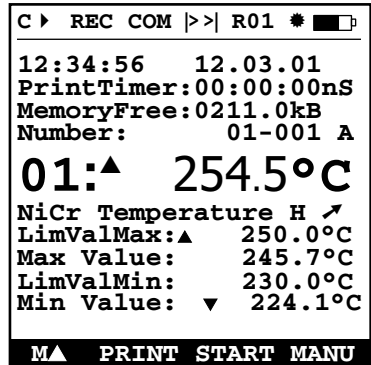 C▸ REC COM |>>| R01 ✹
12:34:56 12.03.01
PrintTimer:00:00:00nS
MemoryFree:0211.0kB
Number: 01-001 A
01:▲ 254.5°C
NiCr Temperature H ↗
LimValMax:▲ 250.0°C
Max Value: 245.7°C
LimValMin: 230.0°C
Min Value: ▼ 224.1°C
M▲ PRINT START MANU